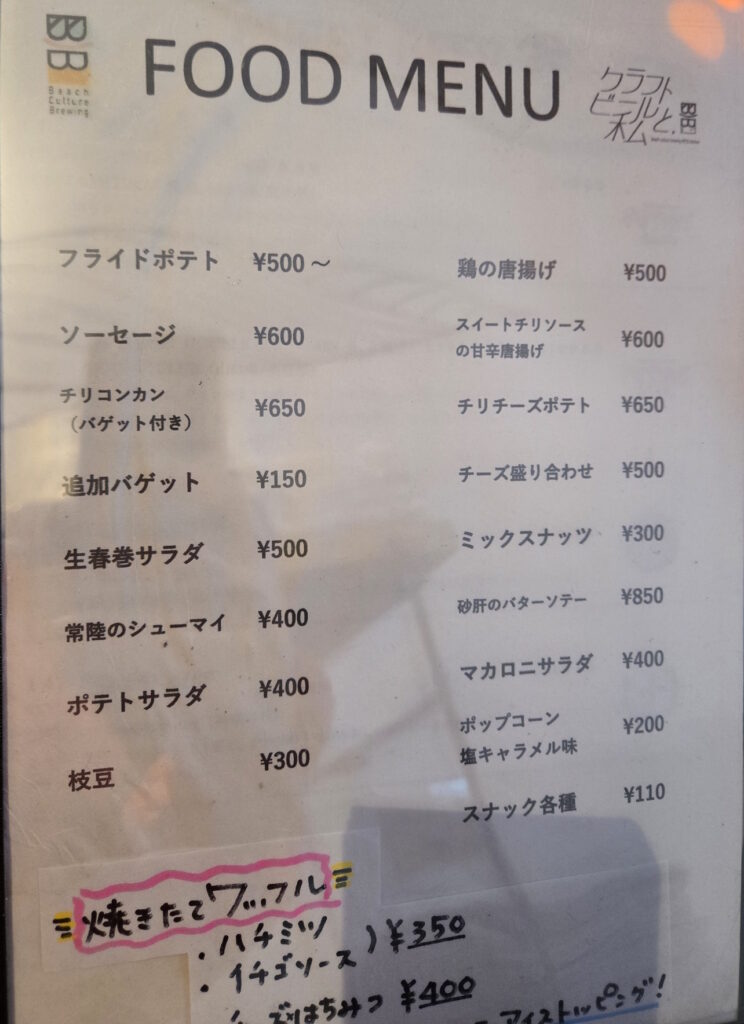 BB
Beach
Culture
Brewing
FOOD MENU
クラフト
ビールと、
私
フライドポテト ¥500～
ソーセージ ¥600
チリコンカン
（バゲット付き） ¥650
追加バゲット ¥150
生春巻サラダ ¥500
常陸のシューマイ ¥400
ポテトサラダ ¥400
枝豆 ¥300
鶏の唐揚げ ¥500
スイートチリソース
の甘辛唐揚げ ¥600
チリチーズポテト ¥650
チーズ盛り合わせ ¥500
ミックスナッツ ¥300
砂肝のバターソテー ¥850
マカロニサラダ ¥400
ポップコーン
塩キャラメル味 ¥200
スナック各種 ¥110
焼きたてワッフル
・ハチミツ
・イチゴソース ) ¥350
ズはちみつ ¥400
アイストッピング!